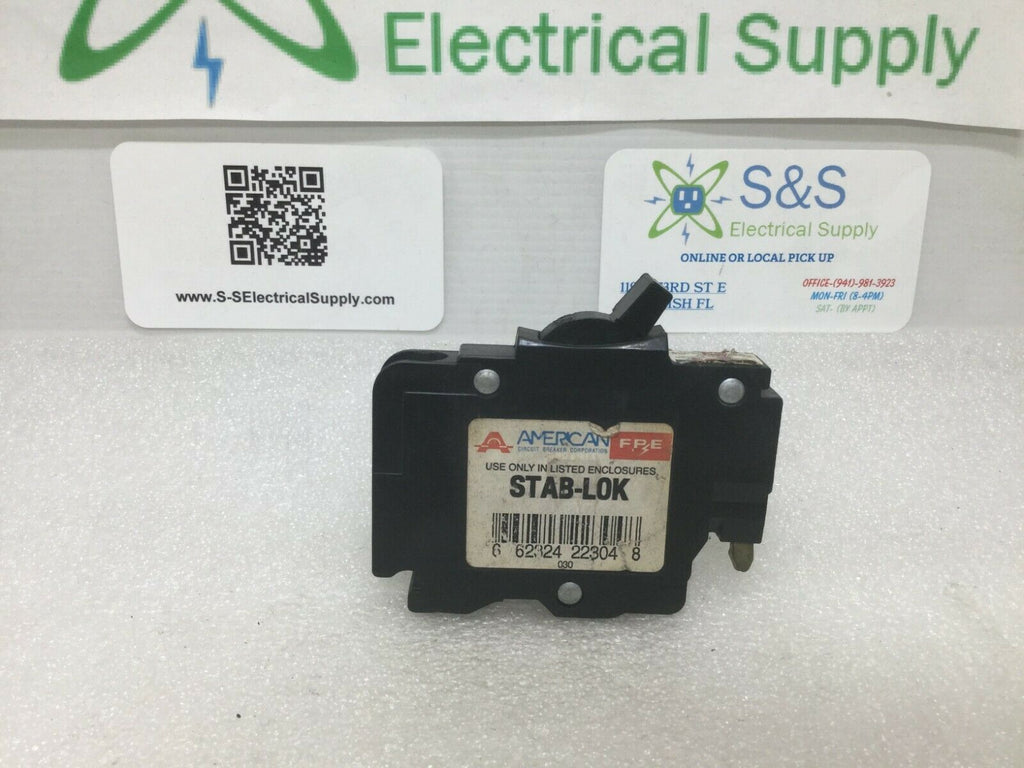 Electrical Supply
www.S-SElectricalSupply.com
S&S
Electrical Supply
ONLINE OR LOCAL PICK UP
3RD ST E
FL
OFFICE-(941)-981-3923
MON-FRI (8-4PM)
SAT- (BY APPT)
AMERICAN
CIRCUIT BREAKER CORPORATION
FPE
USE ONLY IN LISTED ENCLOSURES
STAB-LOK
6 62324 22304 8
030